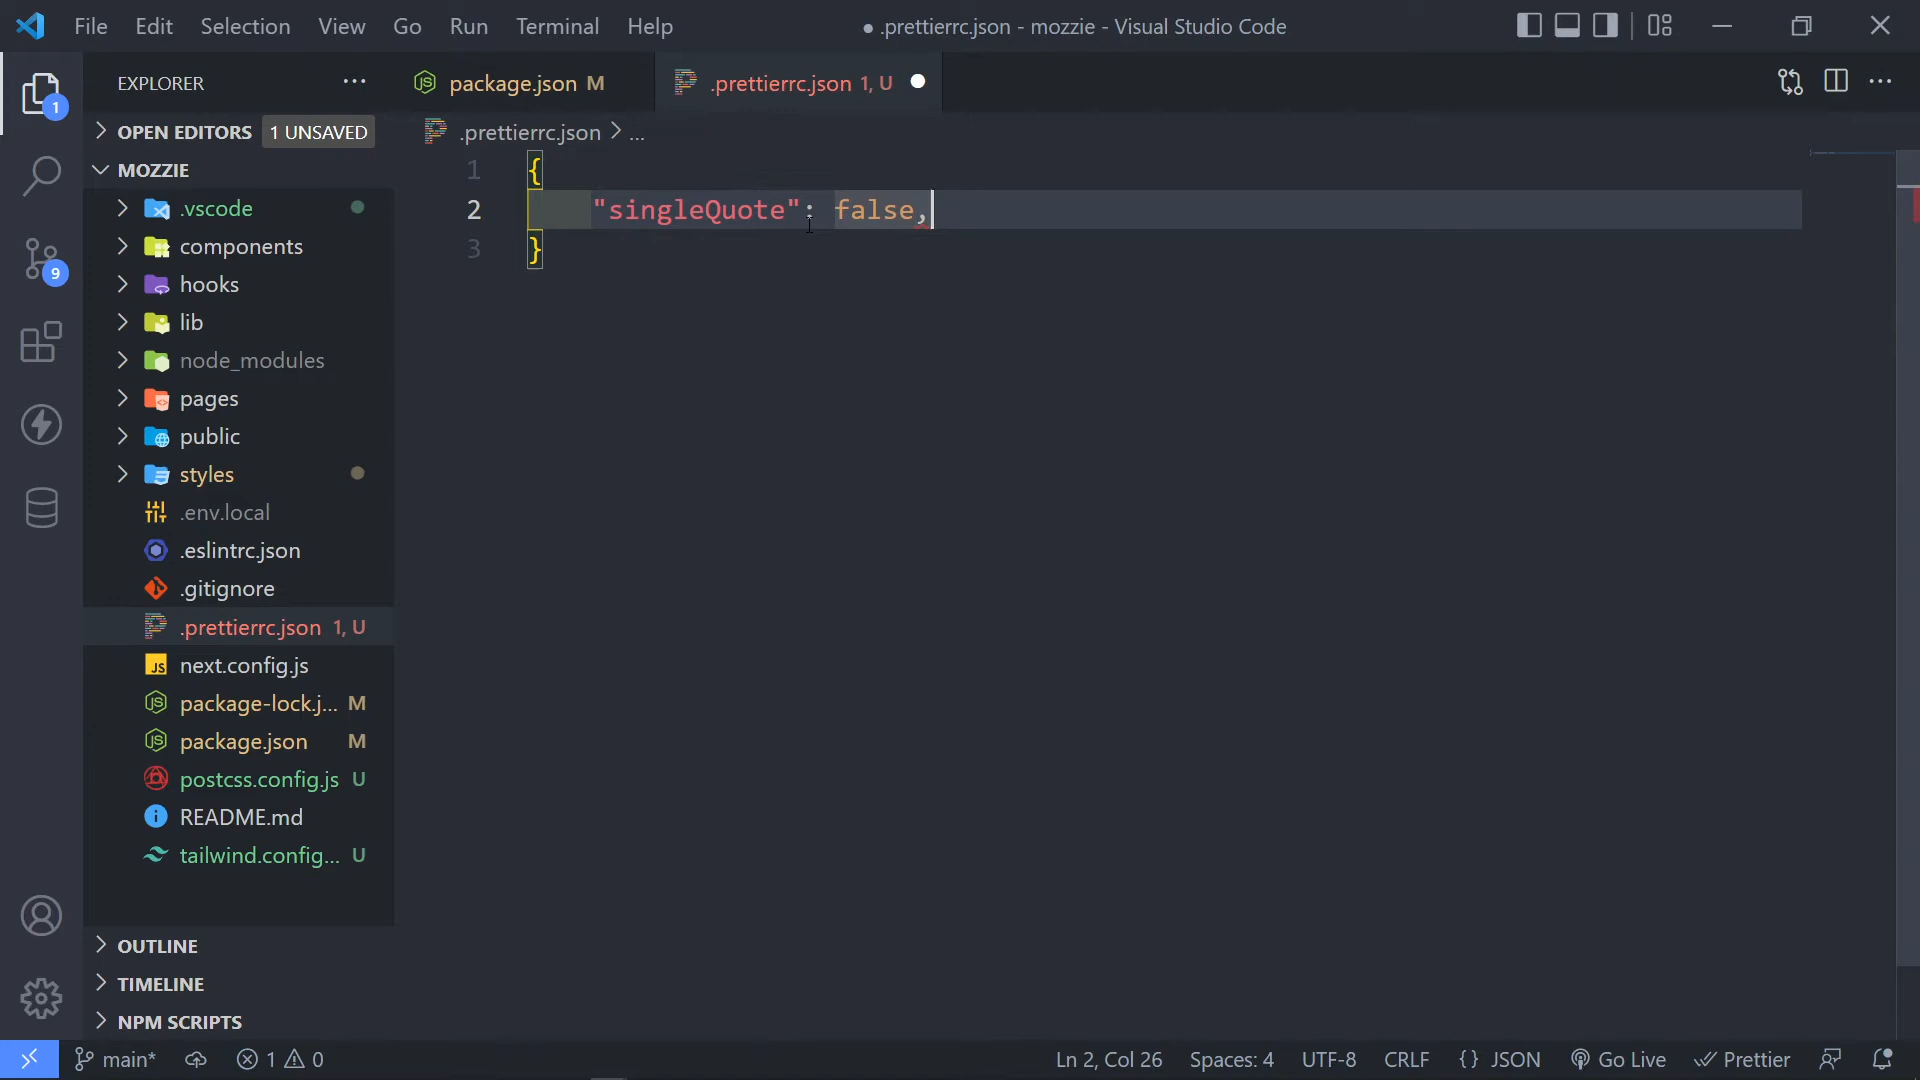 File Edit Selection View Go Run Terminal Help ● .prettierrc.json - mozzie - Visual Studio Code
EXPLORER ··· package.json M .prettierrc.json 1, U
OPEN EDITORS 1 UNSAVED .prettierrc.json > ...
MOZZIE
.vscode
components
hooks
lib
node_modules
pages
public
styles
.env.local
.eslintrc.json
.gitignore
.prettierrc.json 1, U
next.config.js
package-lock.j... M
package.json M
postcss.config.js U
README.md
tailwind.config... U
OUTLINE
TIMELINE
NPM SCRIPTS
1
9
1 {
2 "singleQuote": false,
3 }
main* 1 0 Ln 2, Col 26 Spaces: 4 UTF-8 CRLF {} JSON Go Live Prettier